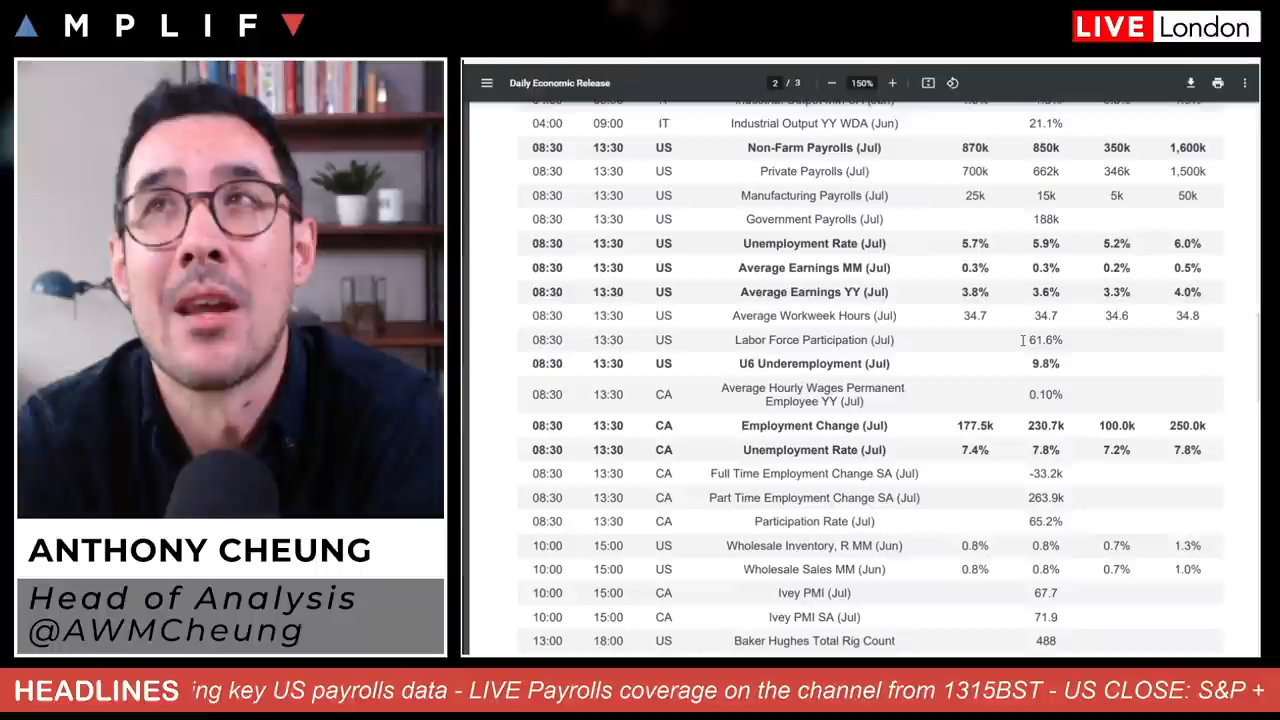 AMPLIFY
LIVE London
Daily Economic Release
2 / 3
150%
04:00 09:00 IT Industrial Output YY WDA (Jun) 21.1%
08:30 13:30 US Non-Farm Payrolls (Jul) 870k 850k 350k 1,600k
08:30 13:30 US Private Payrolls (Jul) 700k 662k 346k 1,500k
08:30 13:30 US Manufacturing Payrolls (Jul) 25k 15k 5k 50k
08:30 13:30 US Government Payrolls (Jul) 188k
08:30 13:30 US Unemployment Rate (Jul) 5.7% 5.9% 5.2% 6.0%
08:30 13:30 US Average Earnings MM (Jul) 0.3% 0.3% 0.2% 0.5%
08:30 13:30 US Average Earnings YY (Jul) 3.8% 3.6% 3.3% 4.0%
08:30 13:30 US Average Workweek Hours (Jul) 34.7 34.7 34.6 34.8
08:30 13:30 US Labor Force Participation (Jul) 61.6%
08:30 13:30 US U6 Underemployment (Jul) 9.8%
08:30 13:30 CA Average Hourly Wages Permanent
Employee YY (Jul) 0.10%
08:30 13:30 CA Employment Change (Jul) 177.5k 230.7k 100.0k 250.0k
08:30 13:30 CA Unemployment Rate (Jul) 7.4% 7.8% 7.2% 7.8%
08:30 13:30 CA Full Time Employment Change SA (Jul) -33.2k
08:30 13:30 CA Part Time Employment Change SA (Jul) 263.9k
08:30 13:30 CA Participation Rate (Jul) 65.2%
10:00 15:00 US Wholesale Inventory, R MM (Jun) 0.8% 0.8% 0.7% 1.3%
10:00 15:00 US Wholesale Sales MM (Jun) 0.8% 0.8% 0.7% 1.0%
10:00 15:00 CA Ivey PMI (Jul) 67.7
10:00 15:00 CA Ivey PMI SA (Jul) 71.9
13:00 18:00 US Baker Hughes Total Rig Count 488
ANTHONY CHEUNG
Head of Analysis
@AWMCheung
HEADLINES ing key US payrolls data - LIVE Payrolls coverage on the channel from 1315BST - US CLOSE: S&P +